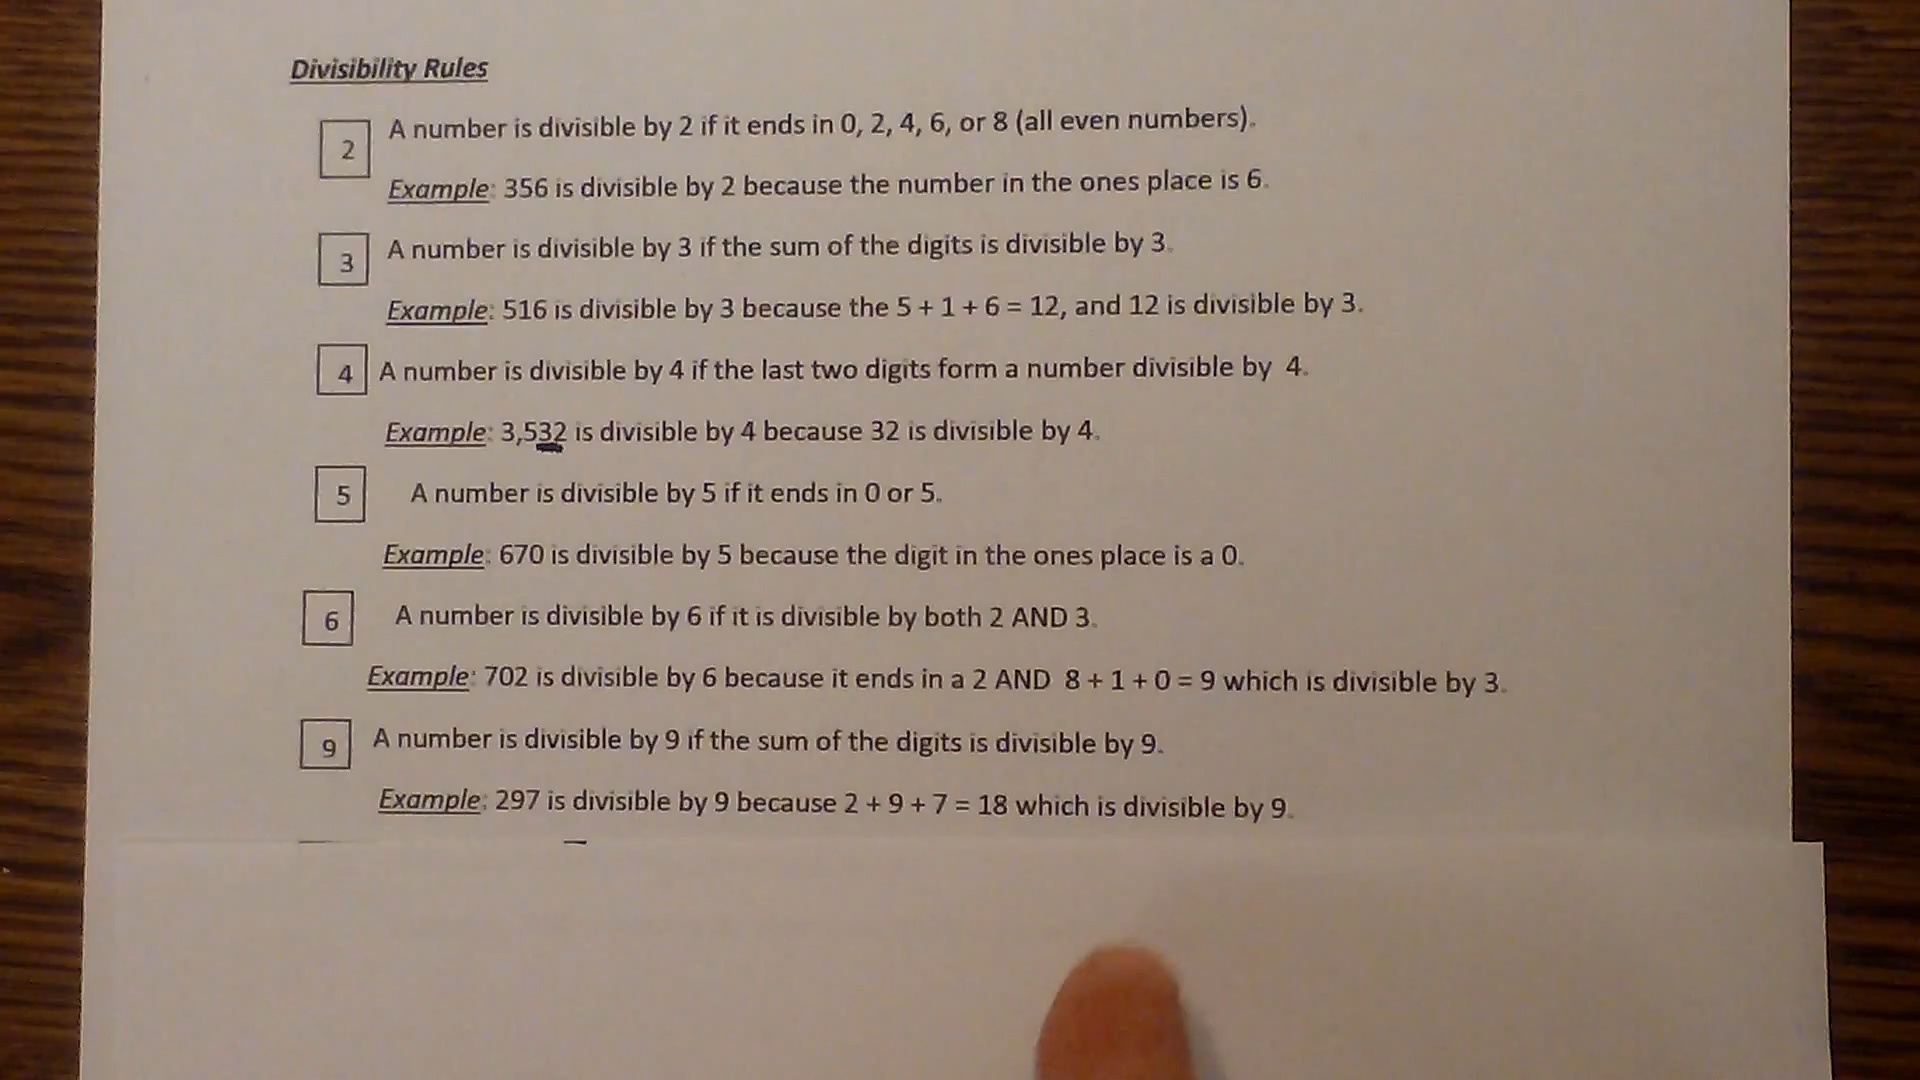 Divisibility Rules
2 A number is divisible by 2 if it ends in 0, 2, 4, 6, or 8 (all even numbers).
Example: 356 is divisible by 2 because the number in the ones place is 6.
3 A number is divisible by 3 if the sum of the digits is divisible by 3.
Example: 516 is divisible by 3 because the 5 + 1 + 6 = 12, and 12 is divisible by 3.
4 A number is divisible by 4 if the last two digits form a number divisible by 4.
Example: 3,532 is divisible by 4 because 32 is divisible by 4.
5 A number is divisible by 5 if it ends in 0 or 5.
Example: 670 is divisible by 5 because the digit in the ones place is a 0.
6 A number is divisible by 6 if it is divisible by both 2 AND 3.
Example: 702 is divisible by 6 because it ends in a 2 AND 8 + 1 + 0 = 9 which is divisible by 3.
9 A number is divisible by 9 if the sum of the digits is divisible by 9.
Example: 297 is divisible by 9 because 2 + 9 + 7 = 18 which is divisible by 9.